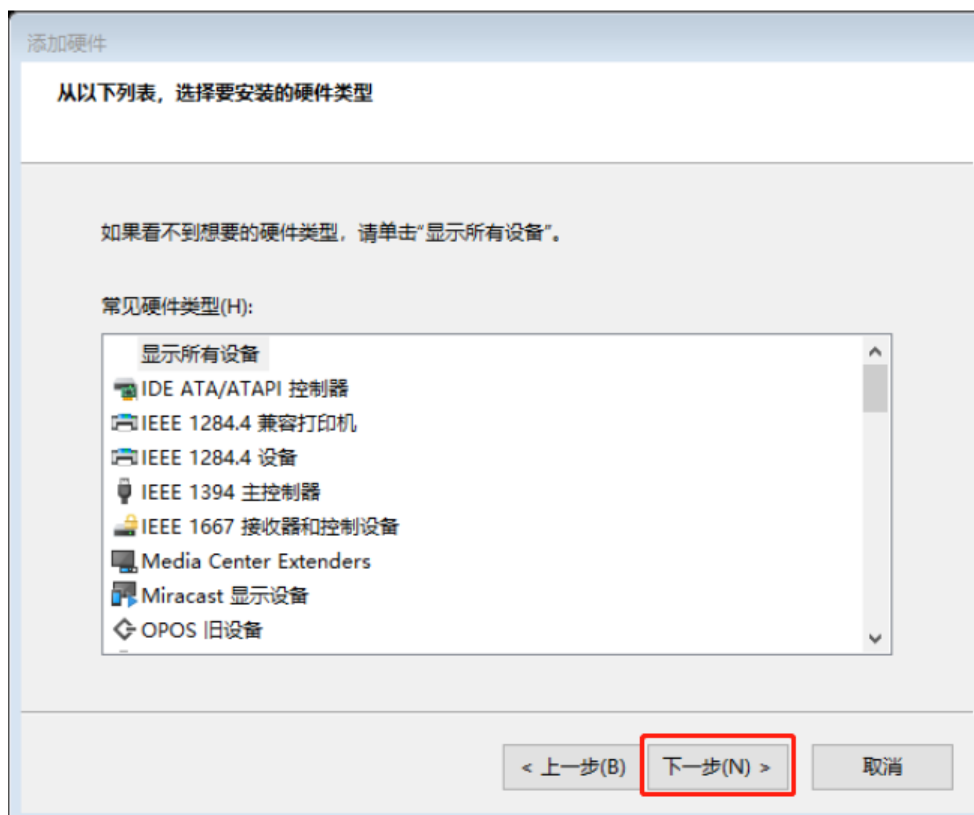 添加硬件
从以下列表，选择要安装的硬件类型
如果看不到想要的硬件类型，请单击“显示所有设备”。
常见硬件类型(H):
显示所有设备
IDE ATA/ATAPI 控制器
IEEE 1284.4 兼容打印机
IEEE 1284.4 设备
IEEE 1394 主控制器
IEEE 1667 接收器和控制设备
Media Center Extenders
Miracast 显示设备
OPOS 旧设备
< 上一步(B)
下一步(N) >
取消